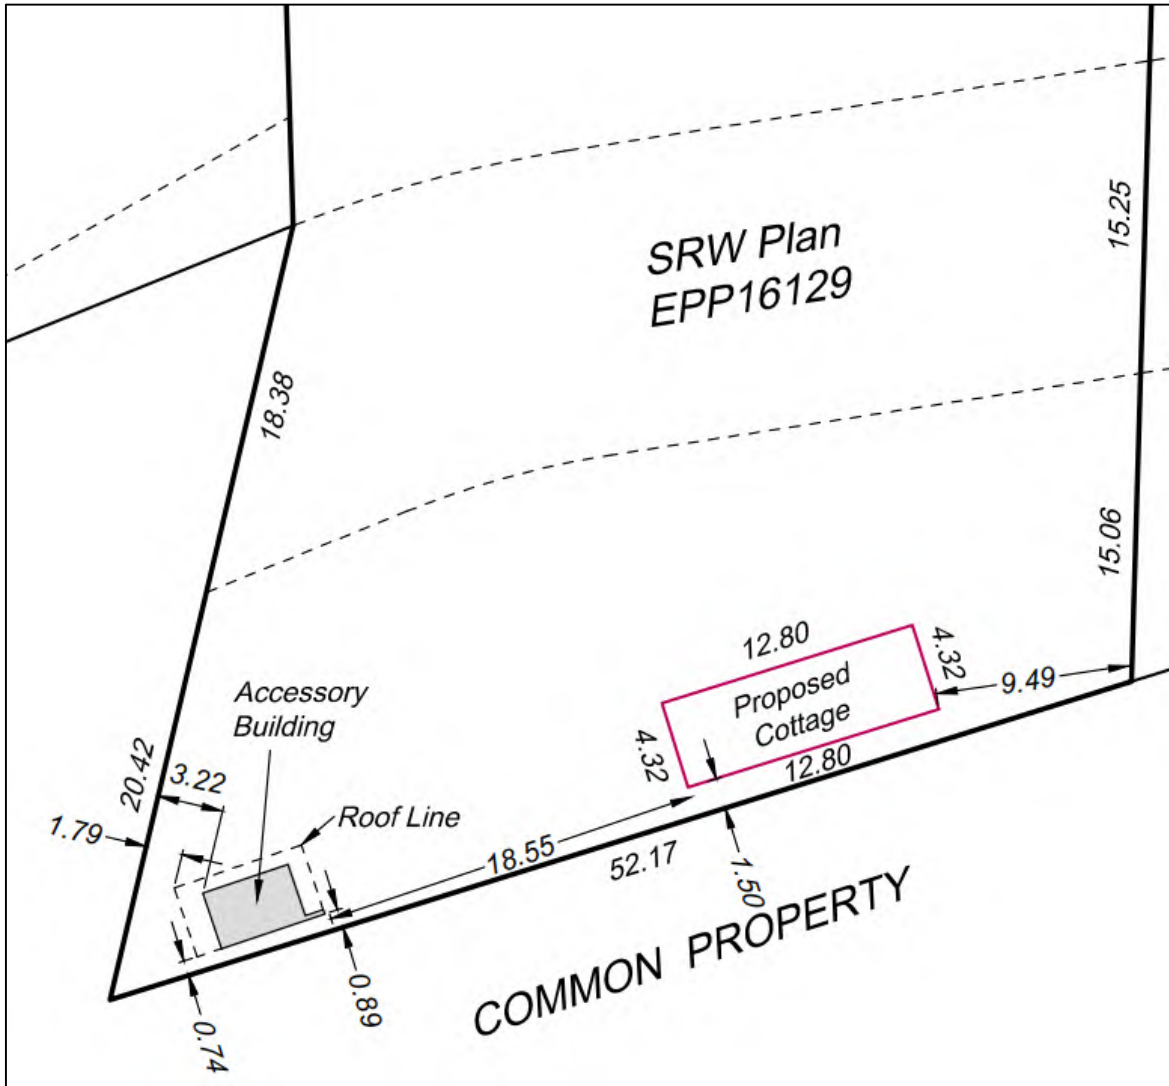 15.25
SRW Plan
EPP16129
18.38
15.06
12.80
4.32
Proposed
Cottage
9.49
4.32
12.80
Accessory
Building
20.42
3.22
1.79
Roof Line
18.55
52.17
1.50
COMMON PROPERTY
0.89
0.74